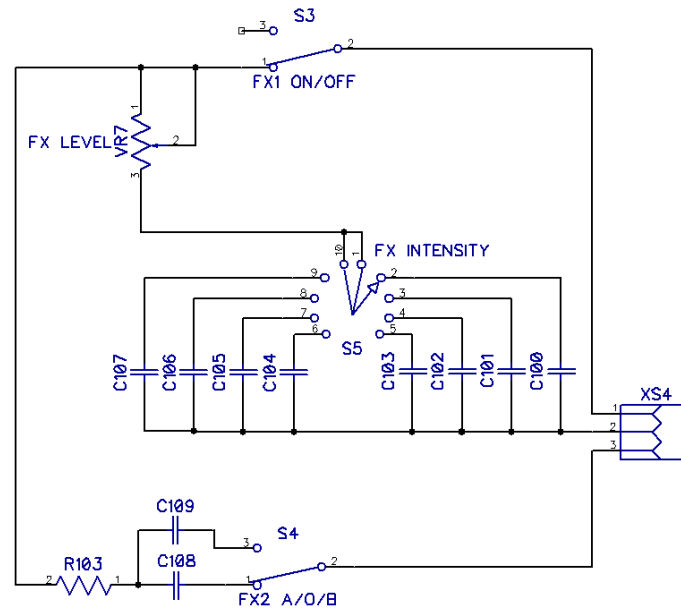 S3
3
2
1
FX1 ON/OFF
1
FX LEVEL
VR7
2
3
10
1
FX INTENSITY
9
2
8
3
7
4
6
5
S5
C107
C106
C105
C104
C103
C102
C101
C100
XS4
1
2
3
C109
S4
3
R103
C108
2
2
1
1
FX2 A/O/B